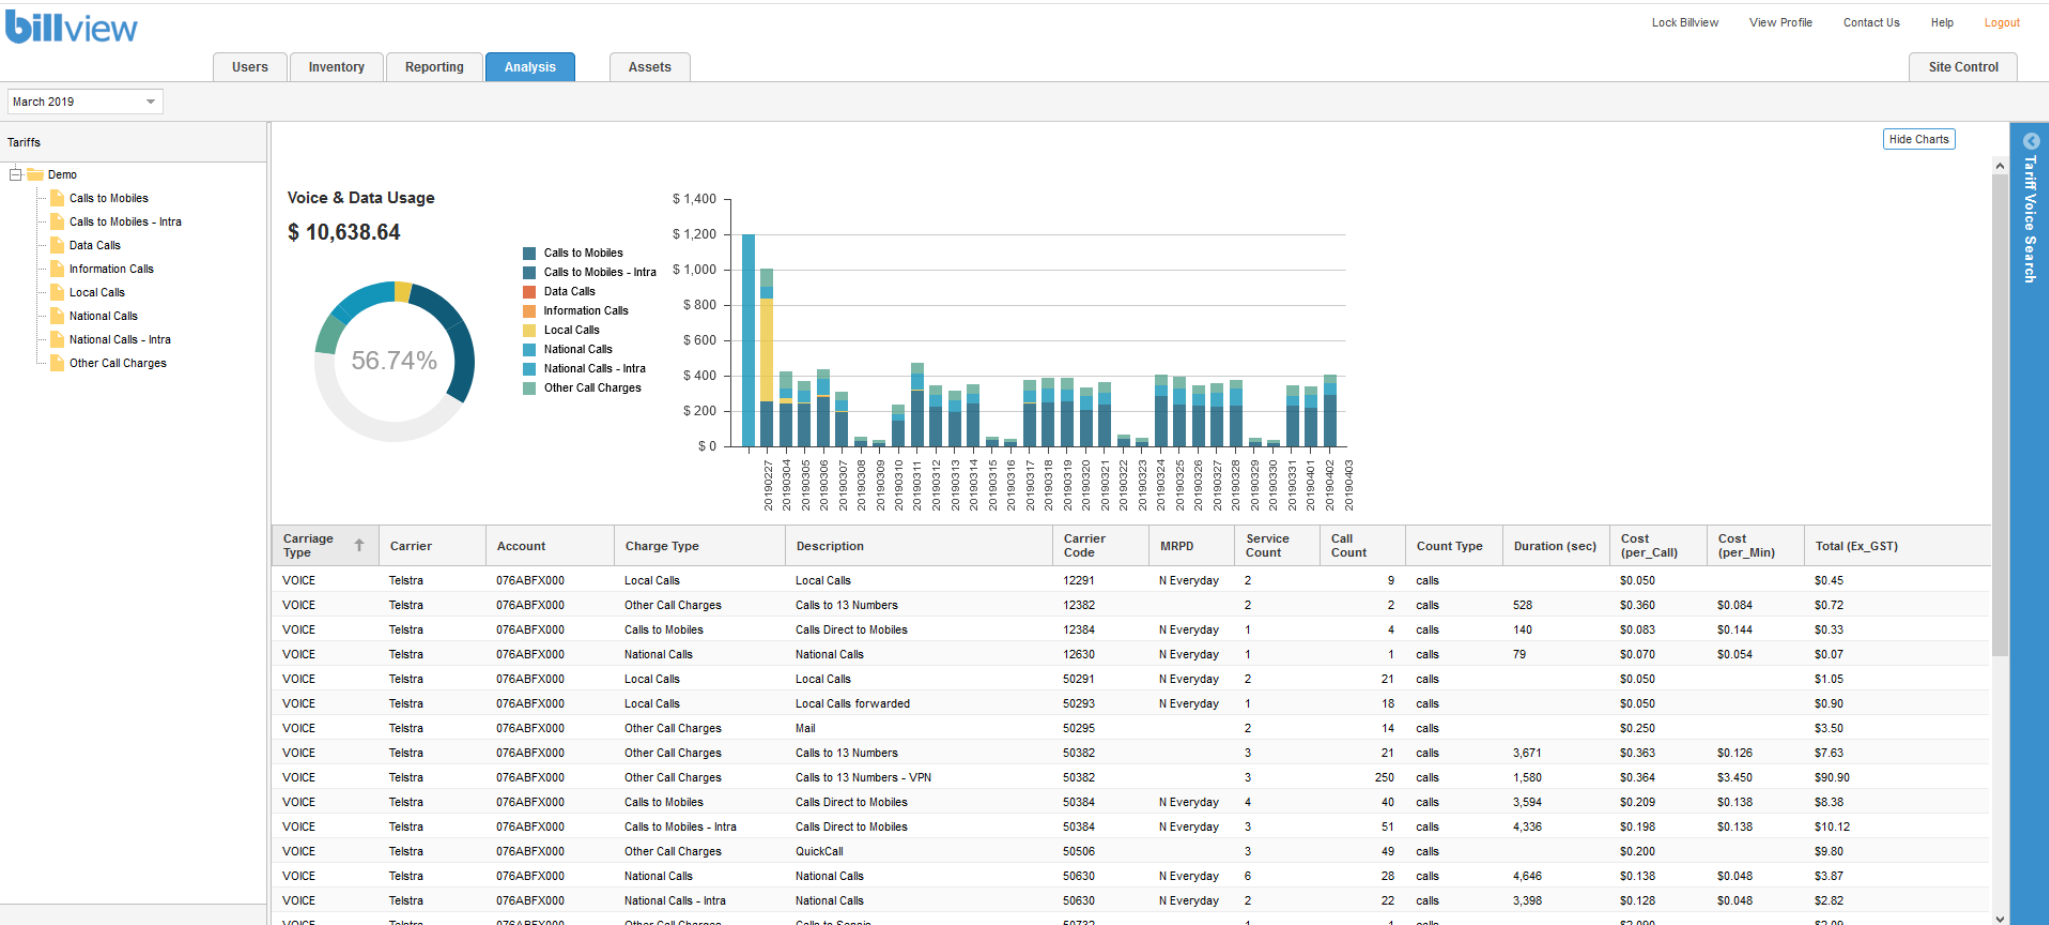 billview
Lock Billview View Profile Contact Us Help Logout
Users Inventory Reporting Analysis Assets Site Control
March 2019
Tariffs
Hide Charts
Tariff Voice Search
Demo
Calls to Mobiles
Calls to Mobiles - Intra
Data Calls
Information Calls
Local Calls
National Calls
National Calls - Intra
Other Call Charges
Voice & Data Usage
$ 10,638.64
56.74%
Calls to Mobiles
Calls to Mobiles - Intra
Data Calls
Information Calls
Local Calls
National Calls
National Calls - Intra
Other Call Charges
$ 1,400
$ 1,200
$ 1,000
$ 800
$ 600
$ 400
$ 200
$ 0
20190227
20190304
20190305
20190306
20190307
20190308
20190309
20190310
20190311
20190312
20190313
20190314
20190315
20190316
20190317
20190318
20190319
20190320
20190321
20190322
20190323
20190324
20190325
20190326
20190327
20190328
20190329
20190330
20190331
20190401
20190402
20190403
Carriage Type Carrier Account Charge Type Description Carrier Code MRPD Service Count Call Count Count Type Duration (sec) Cost (per_Call) Cost (per_Min) Total (Ex_GST)
VOICE Telstra 076ABFX000 Local Calls Local Calls 12291 N Everyday 2 9 calls $0.050 $0.45
VOICE Telstra 076ABFX000 Other Call Charges Calls to 13 Numbers 12382 2 2 calls 528 $0.360 $0.084 $0.72
VOICE Telstra 076ABFX000 Calls to Mobiles Calls Direct to Mobiles 12384 N Everyday 1 4 calls 140 $0.083 $0.144 $0.33
VOICE Telstra 076ABFX000 National Calls National Calls 12630 N Everyday 1 1 calls 79 $0.070 $0.054 $0.07
VOICE Telstra 076ABFX000 Local Calls Local Calls 50291 N Everyday 2 21 calls $0.050 $1.05
VOICE Telstra 076ABFX000 Local Calls Local Calls forwarded 50293 N Everyday 1 18 calls $0.050 $0.90
VOICE Telstra 076ABFX000 Other Call Charges Mail 50295 2 14 calls $0.250 $3.50
VOICE Telstra 076ABFX000 Other Call Charges Calls to 13 Numbers 50382 3 21 calls 3,671 $0.363 $0.126 $7.63
VOICE Telstra 076ABFX000 Other Call Charges Calls to 13 Numbers - VPN 50382 3 250 calls 1,580 $0.364 $3.450 $90.90
VOICE Telstra 076ABFX000 Calls to Mobiles Calls Direct to Mobiles 50384 N Everyday 4 40 calls 3,594 $0.209 $0.138 $8.38
VOICE Telstra 076ABFX000 Calls to Mobiles - Intra Calls Direct to Mobiles 50384 N Everyday 3 51 calls 4,336 $0.198 $0.138 $10.12
VOICE Telstra 076ABFX000 Other Call Charges QuickCall 50506 3 49 calls $0.200 $9.80
VOICE Telstra 076ABFX000 National Calls National Calls 50630 N Everyday 6 28 calls 4,646 $0.138 $0.048 $3.87
VOICE Telstra 076ABFX000 National Calls - Intra National Calls 50630 N Everyday 2 22 calls 3,398 $0.128 $0.048 $2.82
VOICE Telstra 076ABFX000 Other Call Charges Calls to 50732 1 1 calls